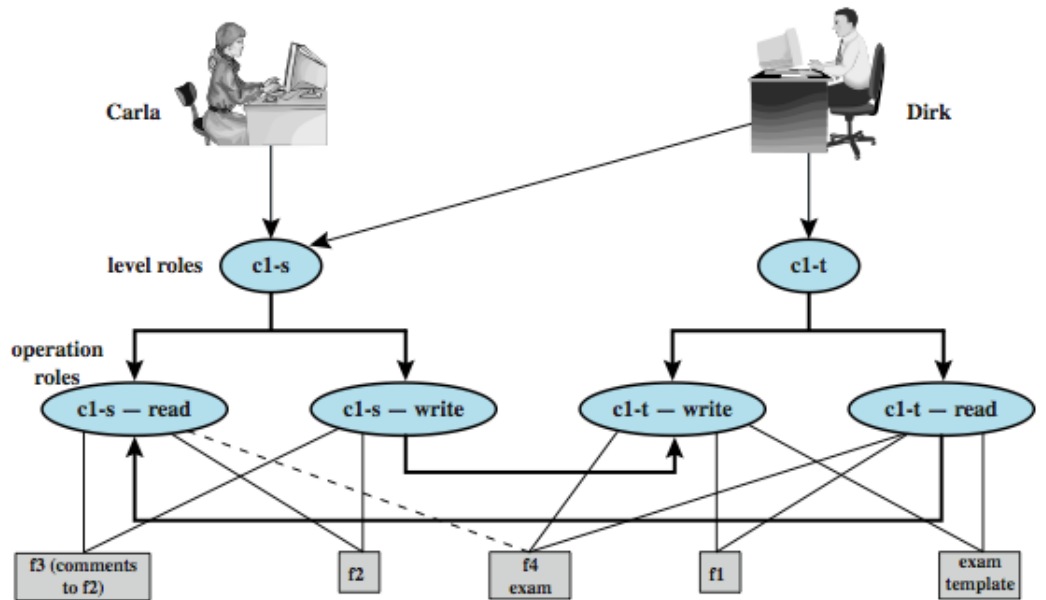 Carla
Dirk
level roles
c1-s
c1-t
operation
roles
c1-s — read
c1-s — write
c1-t — write
c1-t — read
f3 (comments
to f2)
f2
f4
exam
f1
exam
template